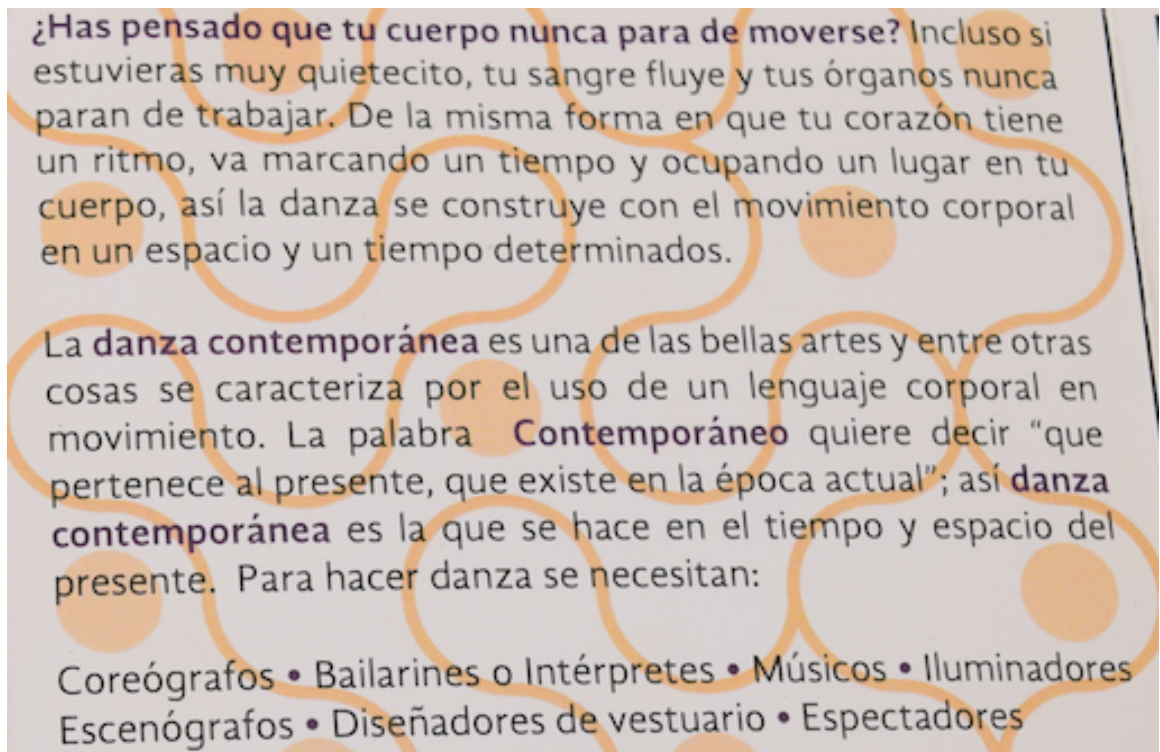 ¿Has pensado que tu cuerpo nunca para de moverse? Incluso si
estuvieras muy quietecito, tu sangre fluye y tus órganos nunca
paran de trabajar. De la misma forma en que tu corazón tiene
un ritmo, va marcando un tiempo y ocupando un lugar en tu
cuerpo, así la danza se construye con el movimiento corporal
en un espacio y un tiempo determinados.
La danza contemporánea es una de las bellas artes y entre otras
cosas se caracteriza por el uso de un lenguaje corporal en
movimiento. La palabra Contemporáneo quiere decir “que
pertenece al presente, que existe en la época actual”; así danza
contemporánea es la que se hace en el tiempo y espacio del
presente. Para hacer danza se necesitan:
Coreógrafos • Bailarines o Intérpretes • Músicos • Iluminadores
Escenógrafos • Diseñadores de vestuario • Espectadores